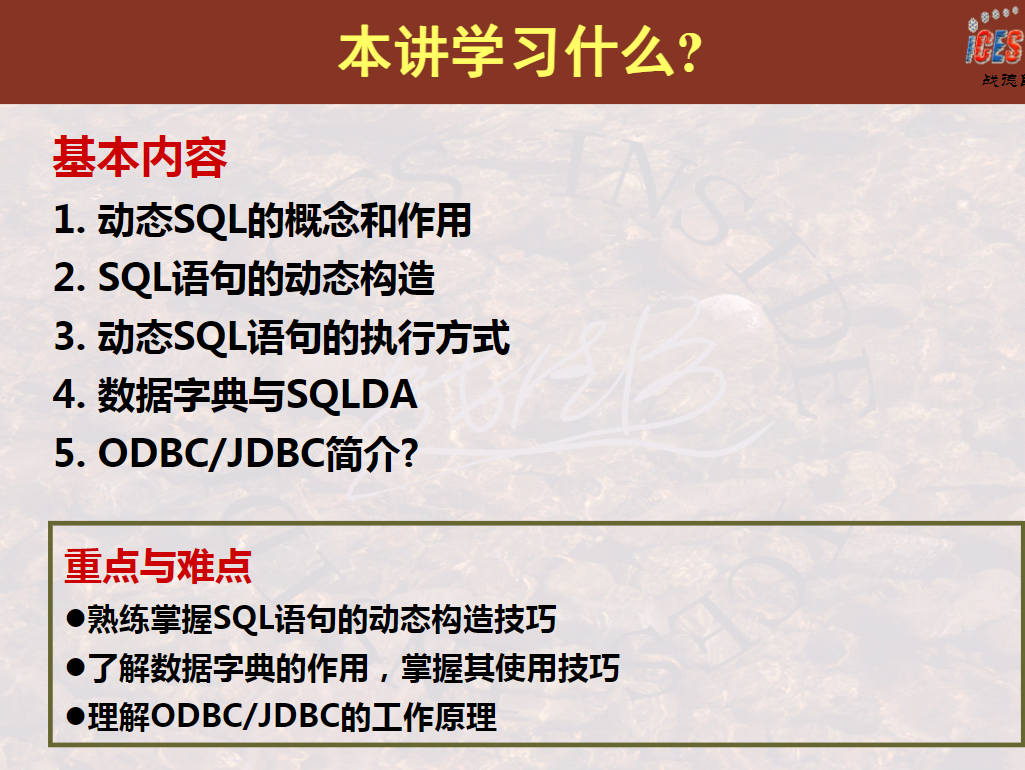 本讲学习什么?
iCES
战德
基本内容
1. 动态SQL的概念和作用
2. SQL语句的动态构造
3. 动态SQL语句的执行方式
4. 数据字典与SQLDA
5. ODBC/JDBC简介?
重点与难点
●熟练掌握SQL语句的动态构造技巧
●了解数据字典的作用，掌握其使用技巧
●理解ODBC/JDBC的工作原理